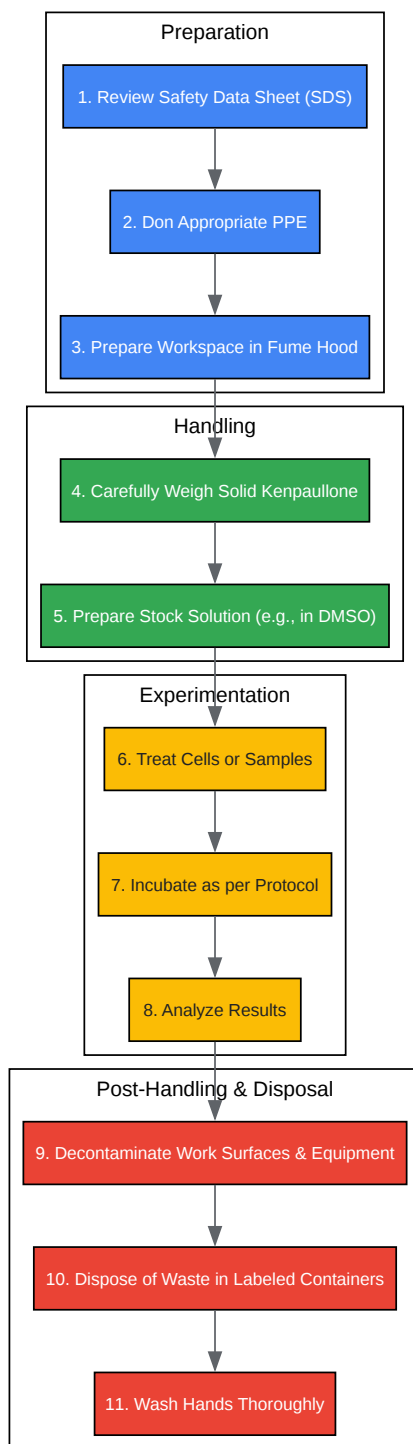 Preparation
1. Review Safety Data Sheet (SDS)
2. Don Appropriate PPE
3. Prepare Workspace in Fume Hood
Handling
4. Carefully Weigh Solid Kenpaullone
5. Prepare Stock Solution (e.g., in DMSO)
Experimentation
6. Treat Cells or Samples
7. Incubate as per Protocol
8. Analyze Results
Post-Handling & Disposal
9. Decontaminate Work Surfaces & Equipment
10. Dispose of Waste in Labeled Containers
11. Wash Hands Thoroughly